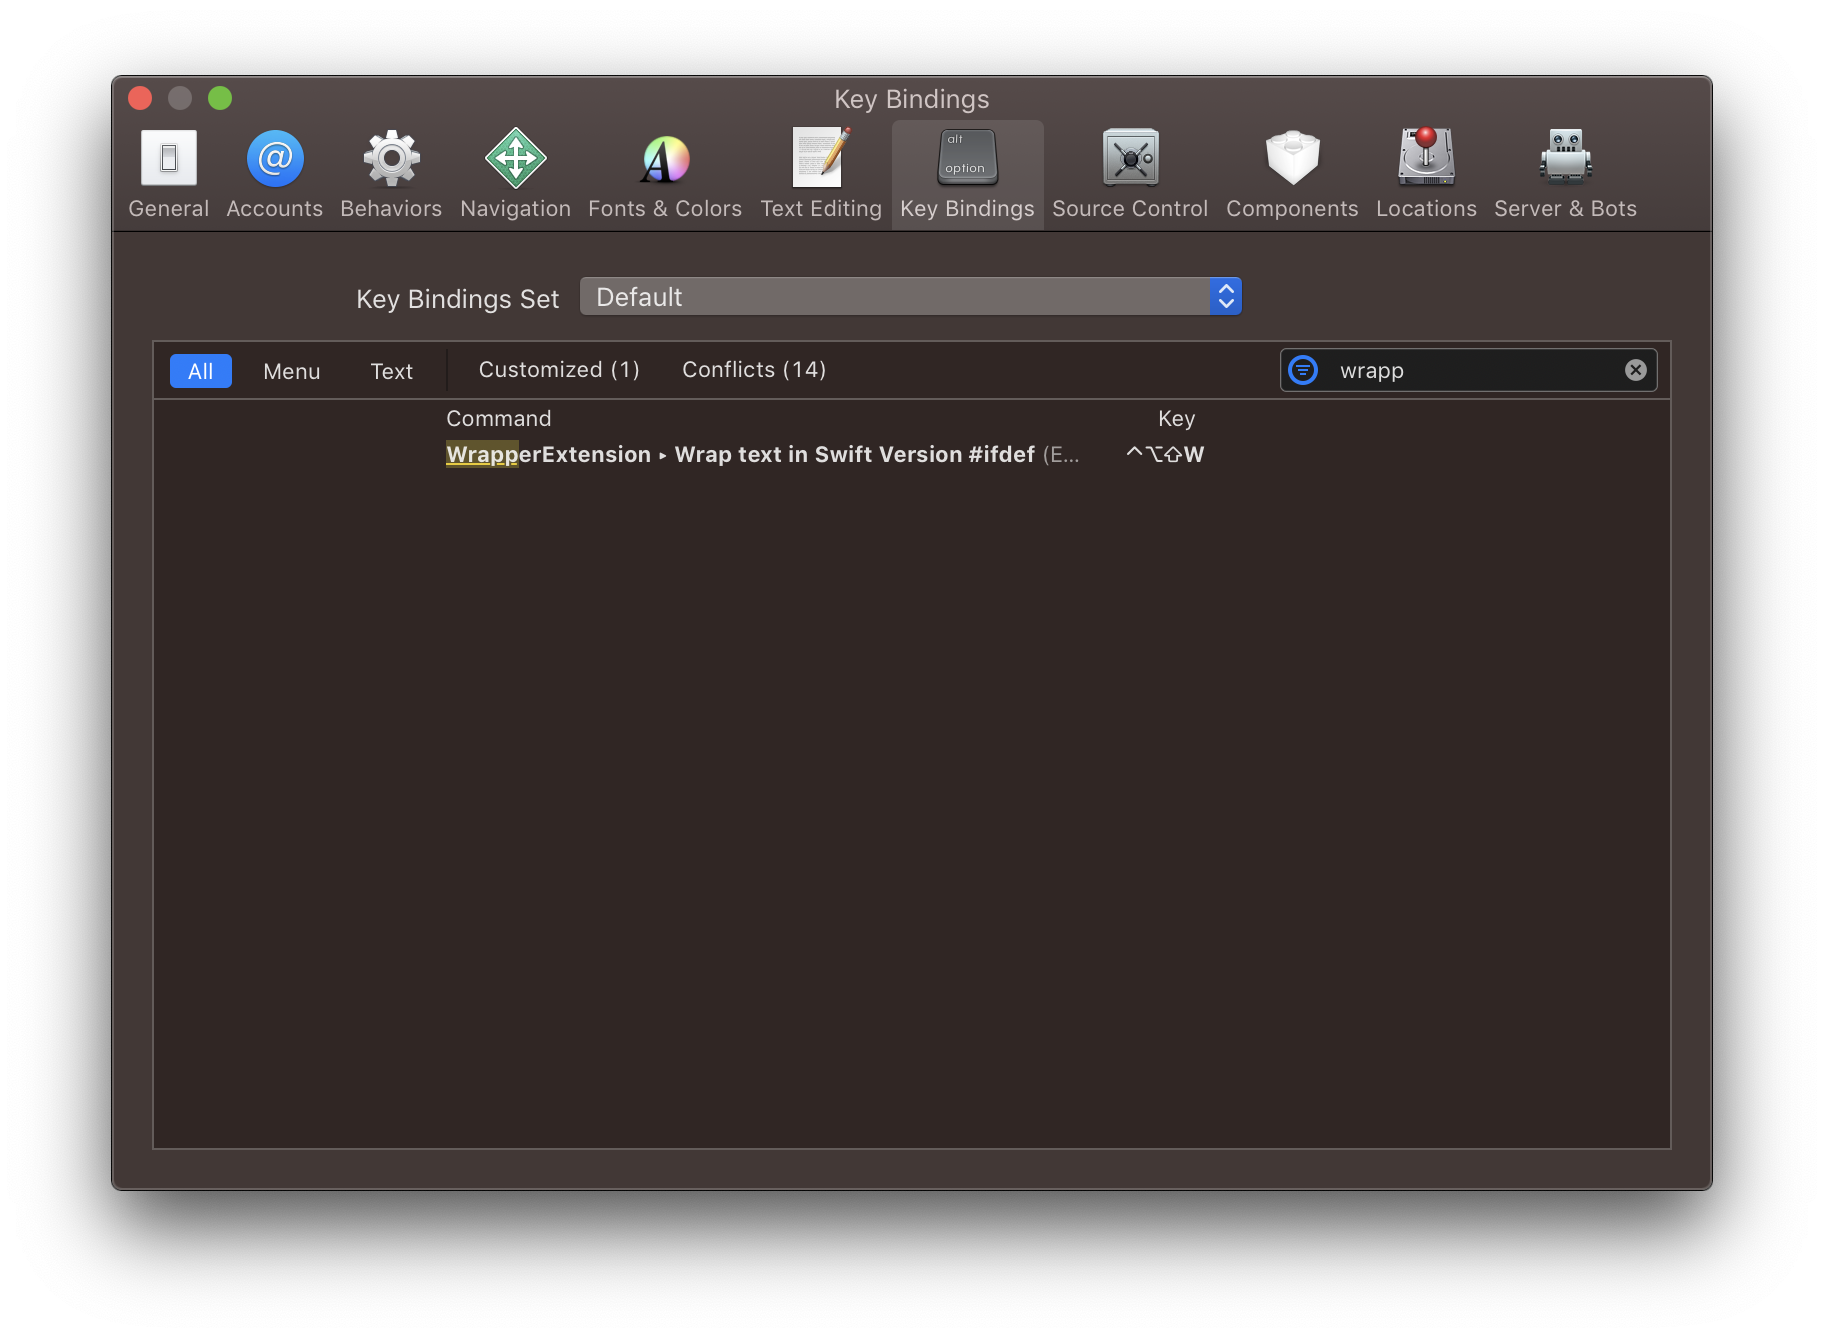 Key Bindings
alt
option
General Accounts Behaviors Navigation Fonts & Colors Text Editing Key Bindings Source Control Components Locations Server & Bots
Key Bindings Set Default
All Menu Text Customized (1) Conflicts (14) wrapp
Command Key
WrapperExtension ▸ Wrap text in Swift Version #ifdef (E... ^⌥⇧W